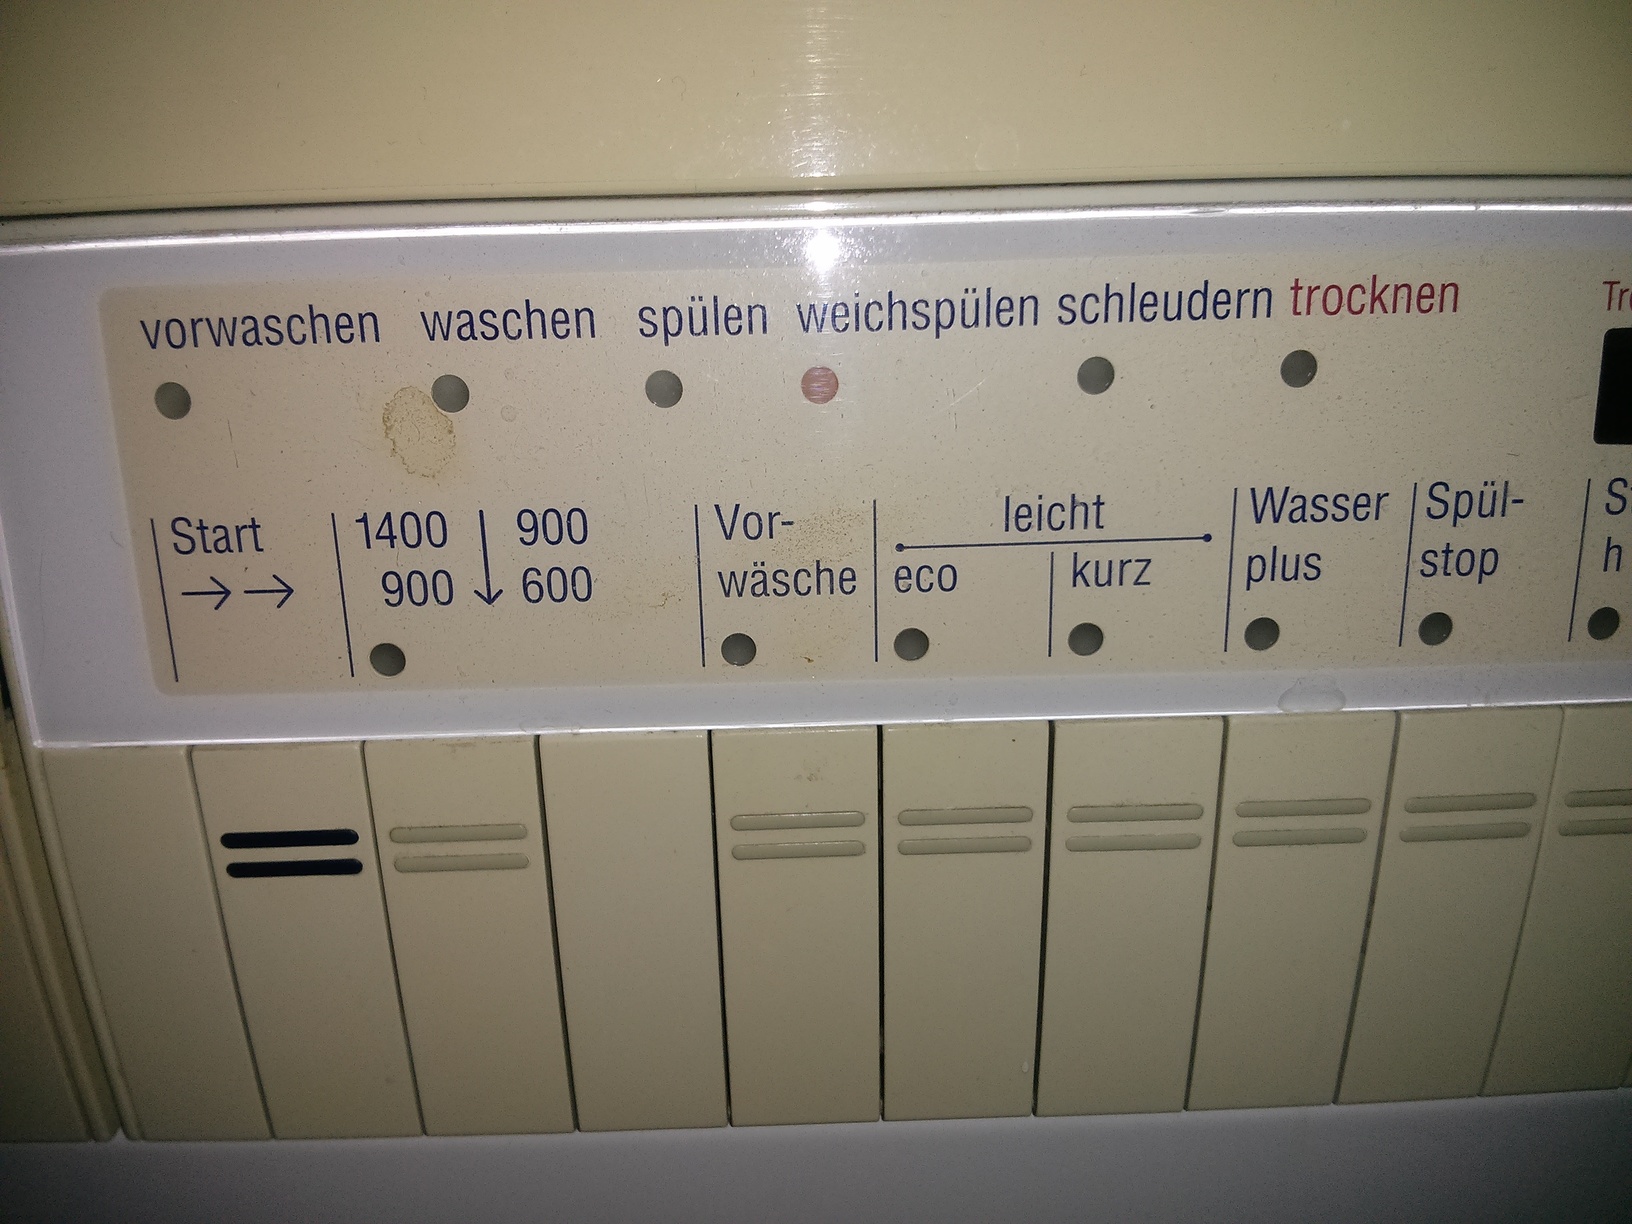 vorwaschen waschen spülen weichspülen schleudern trocknen
Start
→→
1400 ↓ 900
900 600
Vor-
wäsche
leicht
eco kurz
Wasser
plus
Spül-
stop
h